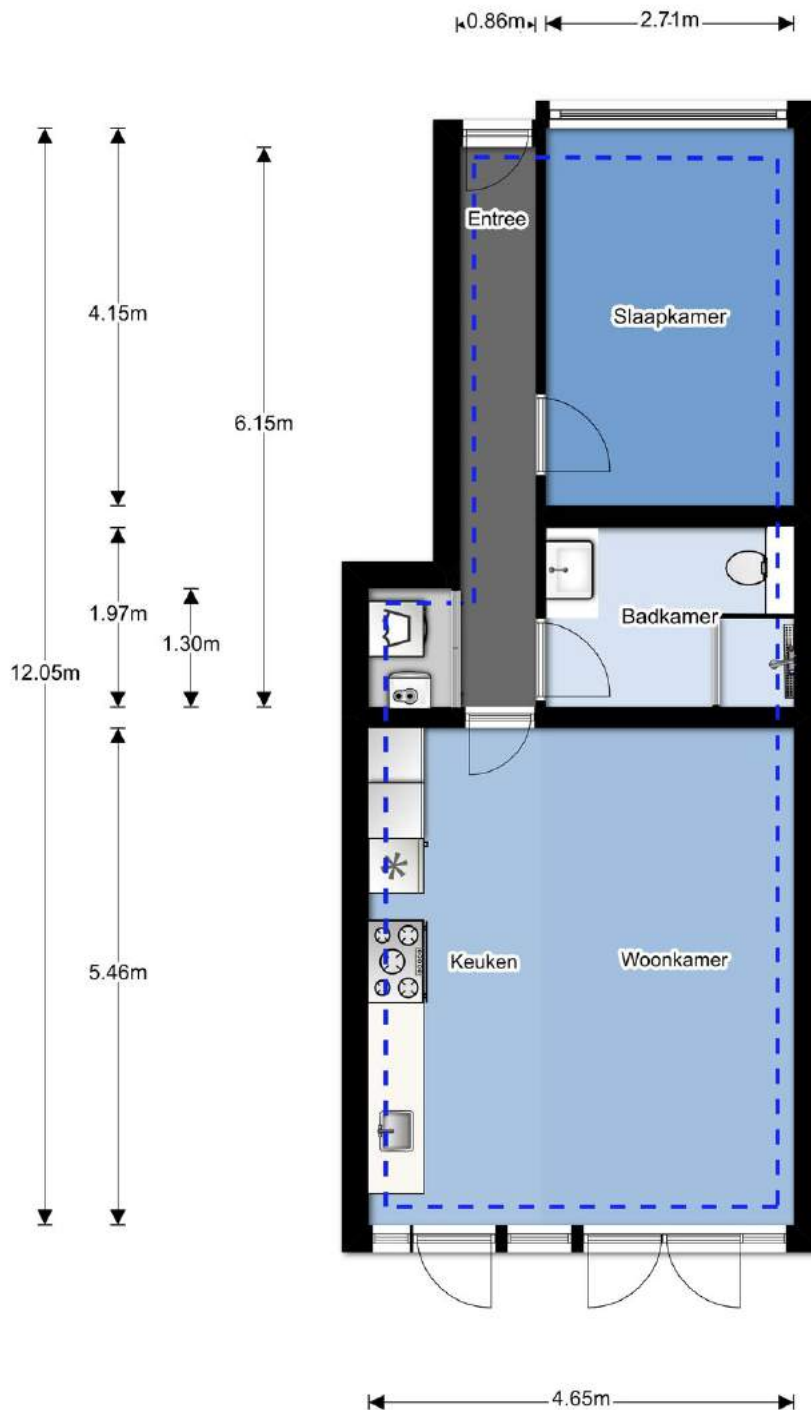 0.86m
2.71m
Entree
4.15m
Slaapkamer
6.15m
1.97m
Badkamer
1.30m
12.05m
5.46m
Keuken
Woonkamer
4.65m